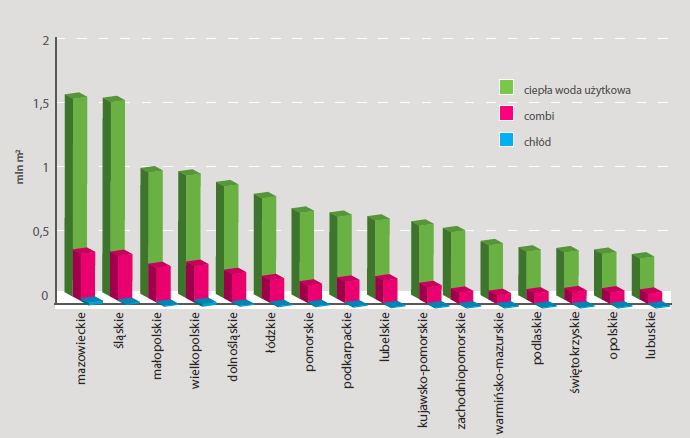 2
1,5
1
0,5
0
mln m²
ciepła woda użytkowa
combi
chłód
mazowieckie
śląskie
małopolskie
wielkopolskie
dolnośląskie
łódzkie
pomorskie
podkarpackie
lubelskie
kujawsko-pomorskie
zachodniopomorskie
warmińsko-mazurskie
podlaskie
świętokrzyskie
opolskie
lubuskie